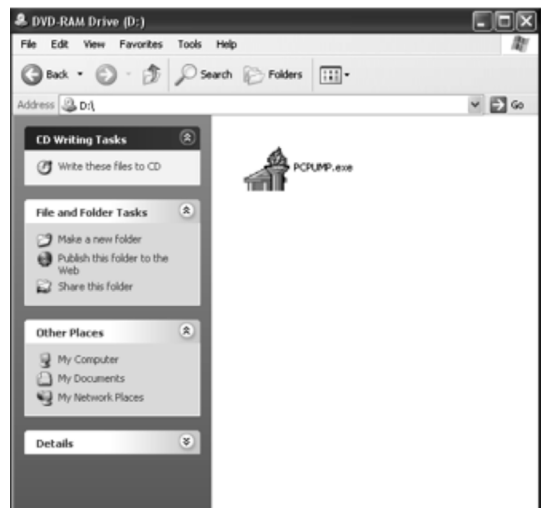 DVD-RAM Drive (D:)
File Edit View Favorites Tools Help
Back Search Folders
Address D:\ Go
CD Writing Tasks
Write these files to CD
PCPUMP.exe
File and Folder Tasks
Make a new folder
Publish this folder to the
Web
Share this folder
Other Places
My Computer
My Documents
My Network Places
Details